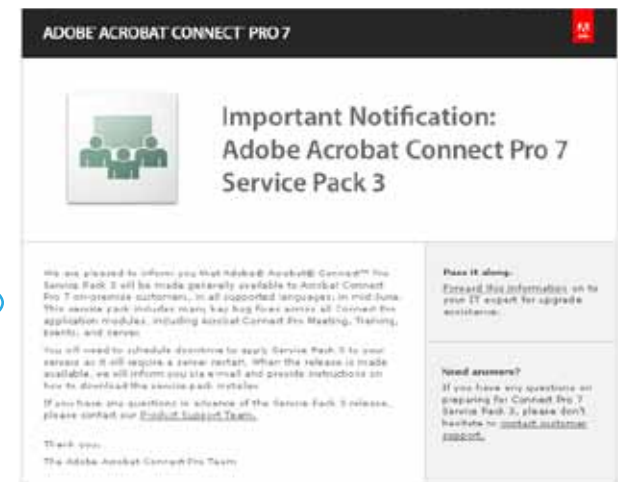 ADOBE® ACROBAT® CONNECT™ PRO 7
Important Notification:
Adobe Acrobat Connect Pro 7
Service Pack 3
We are pleased to inform you that Adobe® Acrobat® Connect™ Pro
Service Pack 3 will be made generally available to Acrobat Connect
Pro 7 on-premise customers, in all supported languages, in mid-June.
This service pack includes many key bug fixes across all Connect Pro
application modules, including Acrobat Connect Pro Meeting, Training,
Events, and server.
You will need to schedule downtime to apply Service Pack 3 to your
servers as it will require a server restart. When the release is made
available, we will inform you via e-mail and provide instructions on
how to download the service pack installer.
If you have any questions in advance of the Service Pack 3 release,
please contact our Product Support Team.
Thank you,
The Adobe Acrobat Connect Pro Team
Pass it along.
Forward this information on to
your IT expert for upgrade
assistance.
Need answers?
If you have any questions on
preparing for Connect Pro 7
Service Pack 3, please don't
hesitate to contact customer
support.